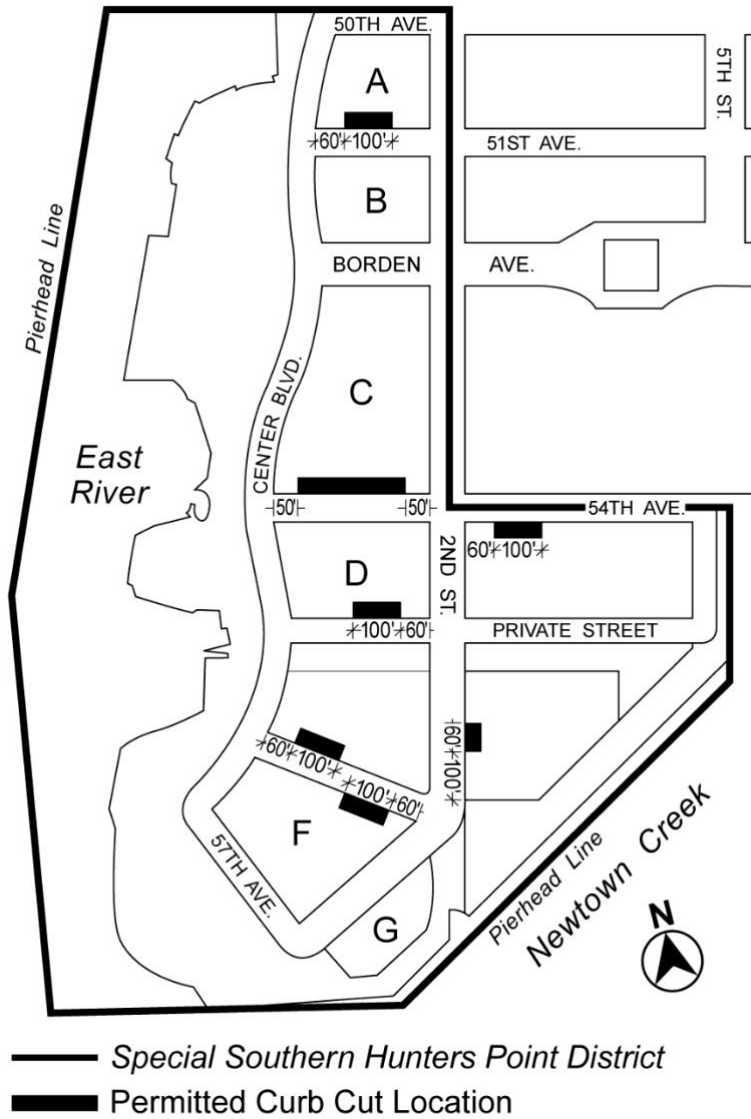 50TH AVE.
5TH ST.
A
60' 100'
51ST AVE.
B
Pierhead Line
BORDEN AVE.
C
CENTER BLVD.
East
River
50' 50'
54TH AVE.
2ND ST.
60' 100'
D
100' 60'
PRIVATE STREET
60' 100'
60' 100'
100' 60'
F
57TH AVE.
G
Pierhead Line
Newtown Creek
N
Special Southern Hunters Point District
Permitted Curb Cut Location